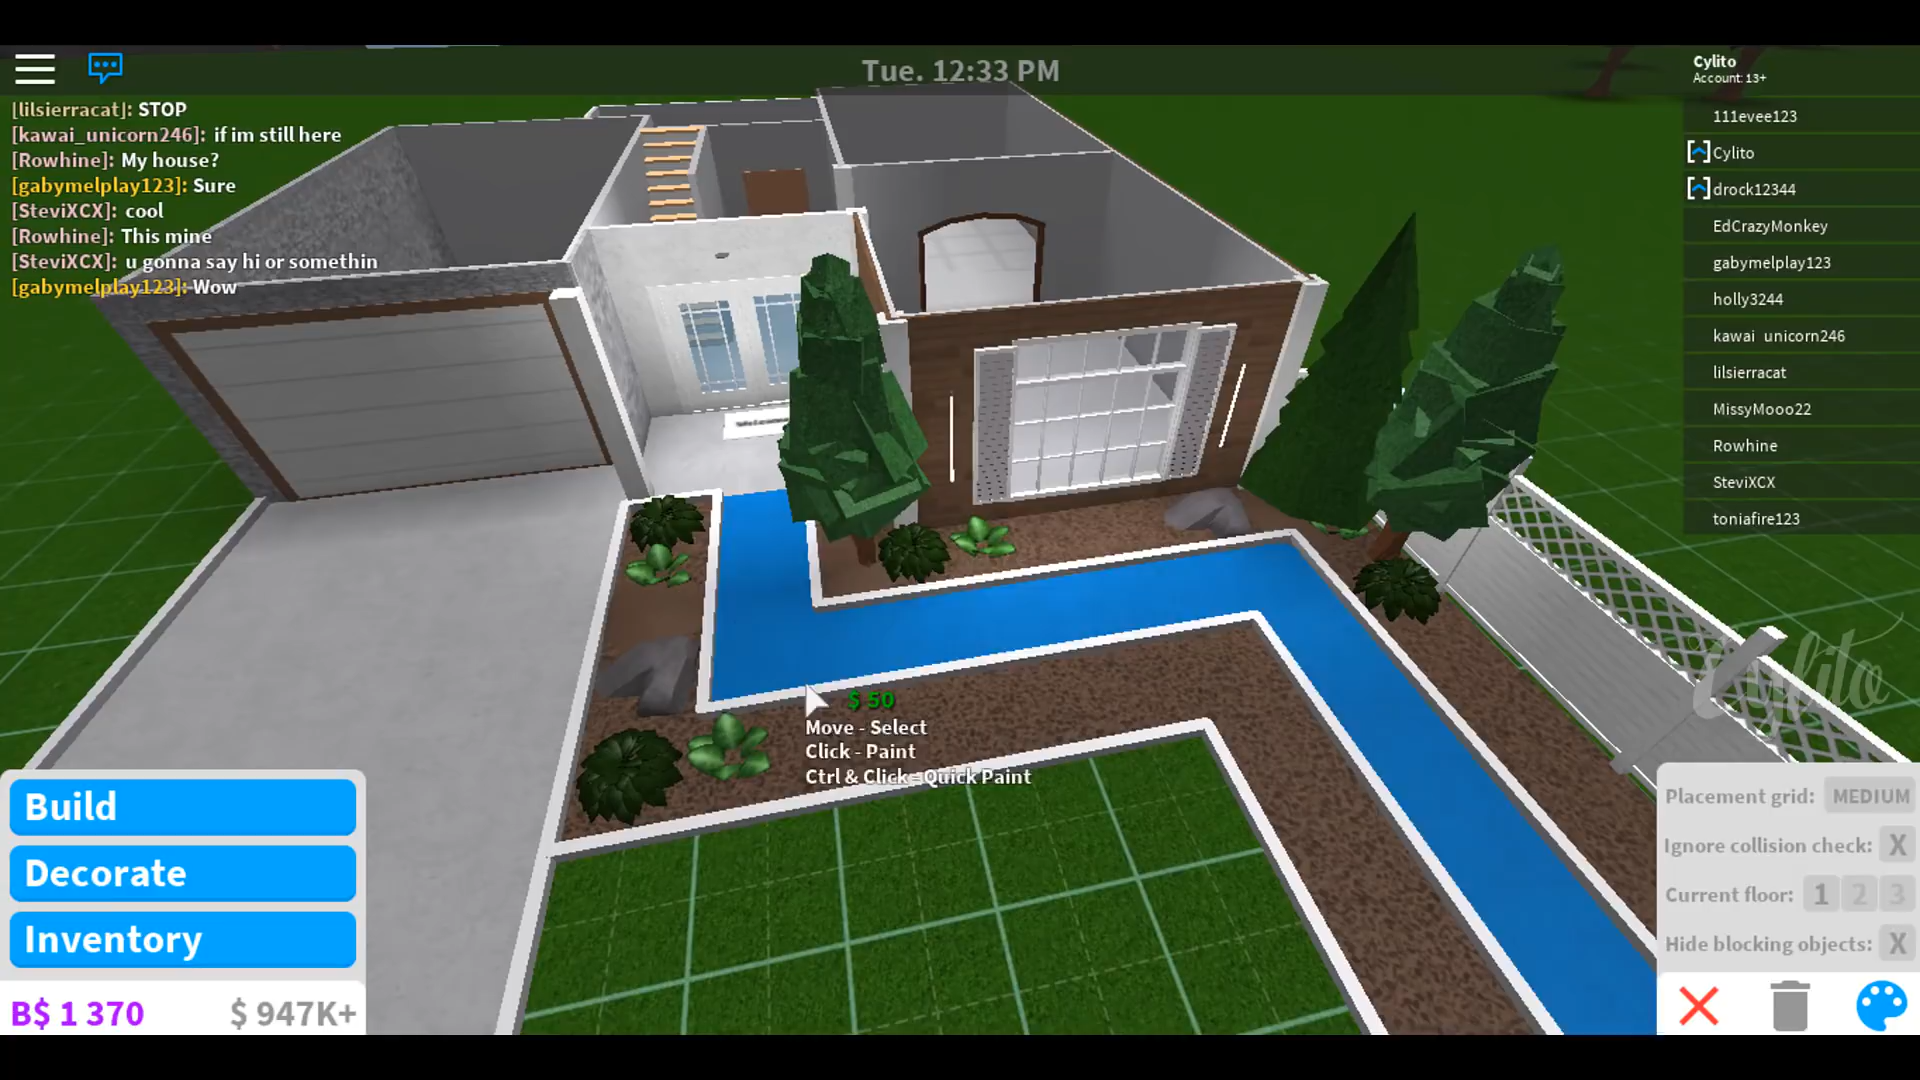 Tue. 12:33 PM
Cylito
Account: 13+
[lilsierracat]: STOP
[kawai_unicorn246]: if im still here
[Rowhine]: My house?
[gabymelplay123]: Sure
[SteviXCX]: cool
[Rowhine]: This mine
[SteviXCX]: u gonna say hi or somethin
[gabymelplay123]: Wow
111evee123
Cylito
drock12344
EdCrazyMonkey
gabymelplay123
holly3244
kawai_unicorn246
lilsierracat
MissyMooo22
Rowhine
SteviXCX
toniafire123
Welcome
$ 50
Move - Select
Click - Paint
Ctrl & Click - Quick Paint
Cylito
Build
Decorate
Inventory
B$ 1 370
$ 947K+
Placement grid: MEDIUM
Ignore collision check: X
Current floor: 1 2 3
Hide blocking objects: X